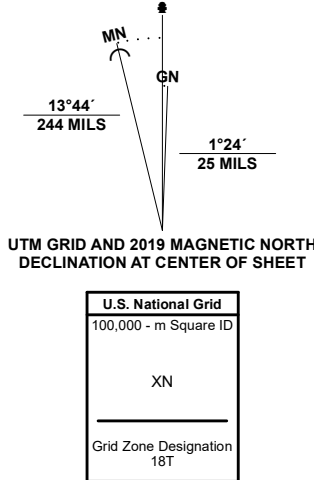 MN
GN
13°44´
244 MILS
1°24´
25 MILS
UTM GRID AND 2019 MAGNETIC NORTH
DECLINATION AT CENTER OF SHEET
U.S. National Grid
100,000 - m Square ID
XN
Grid Zone Designation
18T